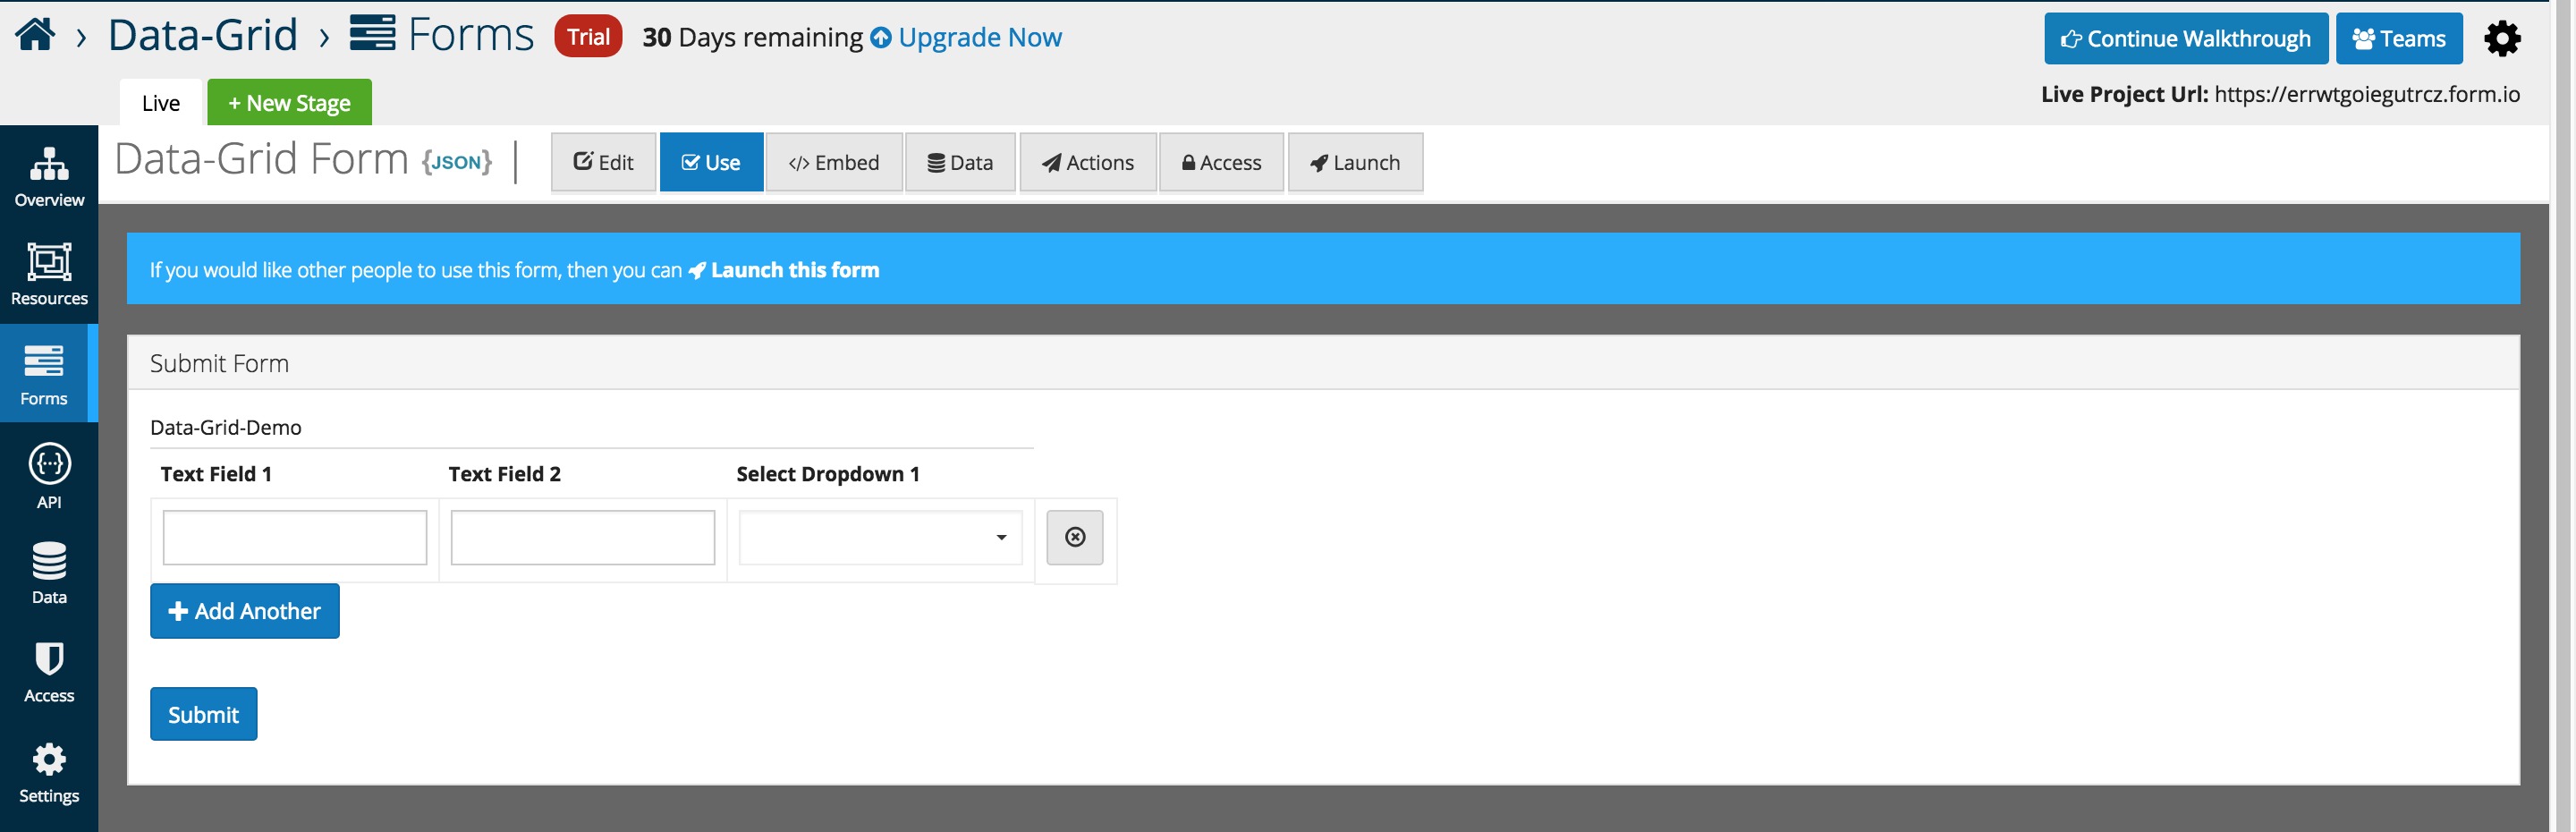 › Data-Grid › Forms Trial 30 Days remaining Upgrade Now
Continue Walkthrough Teams
Live + New Stage
Live Project Url: https://errwtgoiegutrcz.form.io
Data-Grid Form {JSON}
Edit Use </> Embed Data Actions Access Launch
Overview
Resources
Forms
{···}
API
Data
Access
Settings
If you would like other people to use this form, then you can Launch this form
Submit Form
Data-Grid-Demo
Text Field 1 Text Field 2 Select Dropdown 1
+ Add Another
Submit